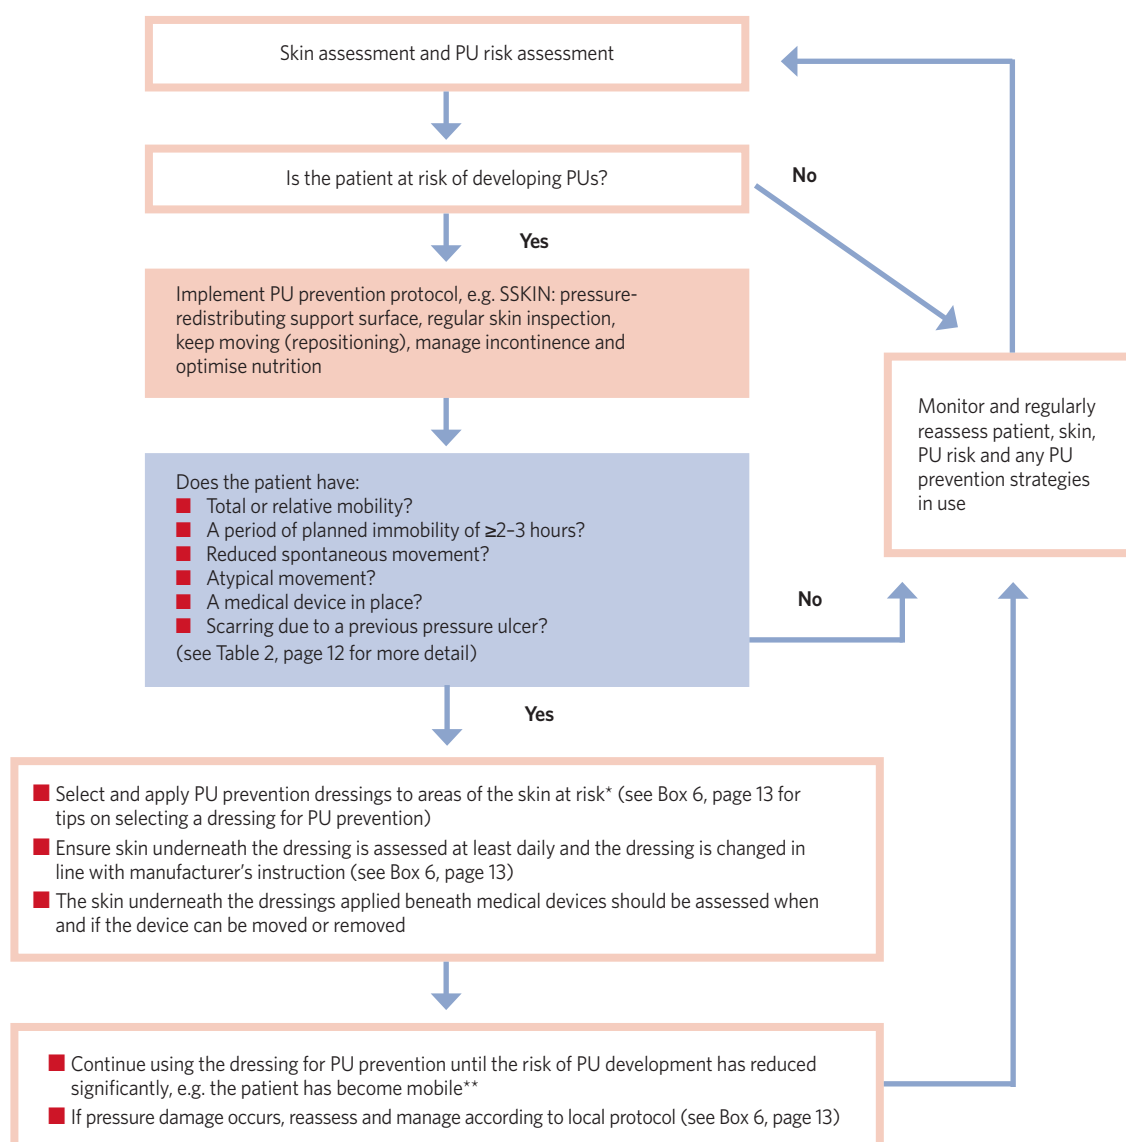 Skin assessment and PU risk assessment
Is the patient at risk of developing PUs?
No
Yes
Implement PU prevention protocol, e.g. SSKIN: pressure-
redistributing support surface, regular skin inspection,
keep moving (repositioning), manage incontinence and
optimise nutrition
Monitor and regularly
reassess patient, skin,
PU risk and any PU
prevention strategies
in use
Does the patient have:
■ Total or relative mobility?
■ A period of planned immobility of ≥2–3 hours?
■ Reduced spontaneous movement?
■ Atypical movement?
■ A medical device in place?
■ Scarring due to a previous pressure ulcer?
(see Table 2, page 12 for more detail)
No
Yes
■ Select and apply PU prevention dressings to areas of the skin at risk* (see Box 6, page 13 for
tips on selecting a dressing for PU prevention)
■ Ensure skin underneath the dressing is assessed at least daily and the dressing is changed in
line with manufacturer's instruction (see Box 6, page 13)
■ The skin underneath the dressings applied beneath medical devices should be assessed when
and if the device can be moved or removed
■ Continue using the dressing for PU prevention until the risk of PU development has reduced
significantly, e.g. the patient has become mobile**
■ If pressure damage occurs, reassess and manage according to local protocol (see Box 6, page 13)